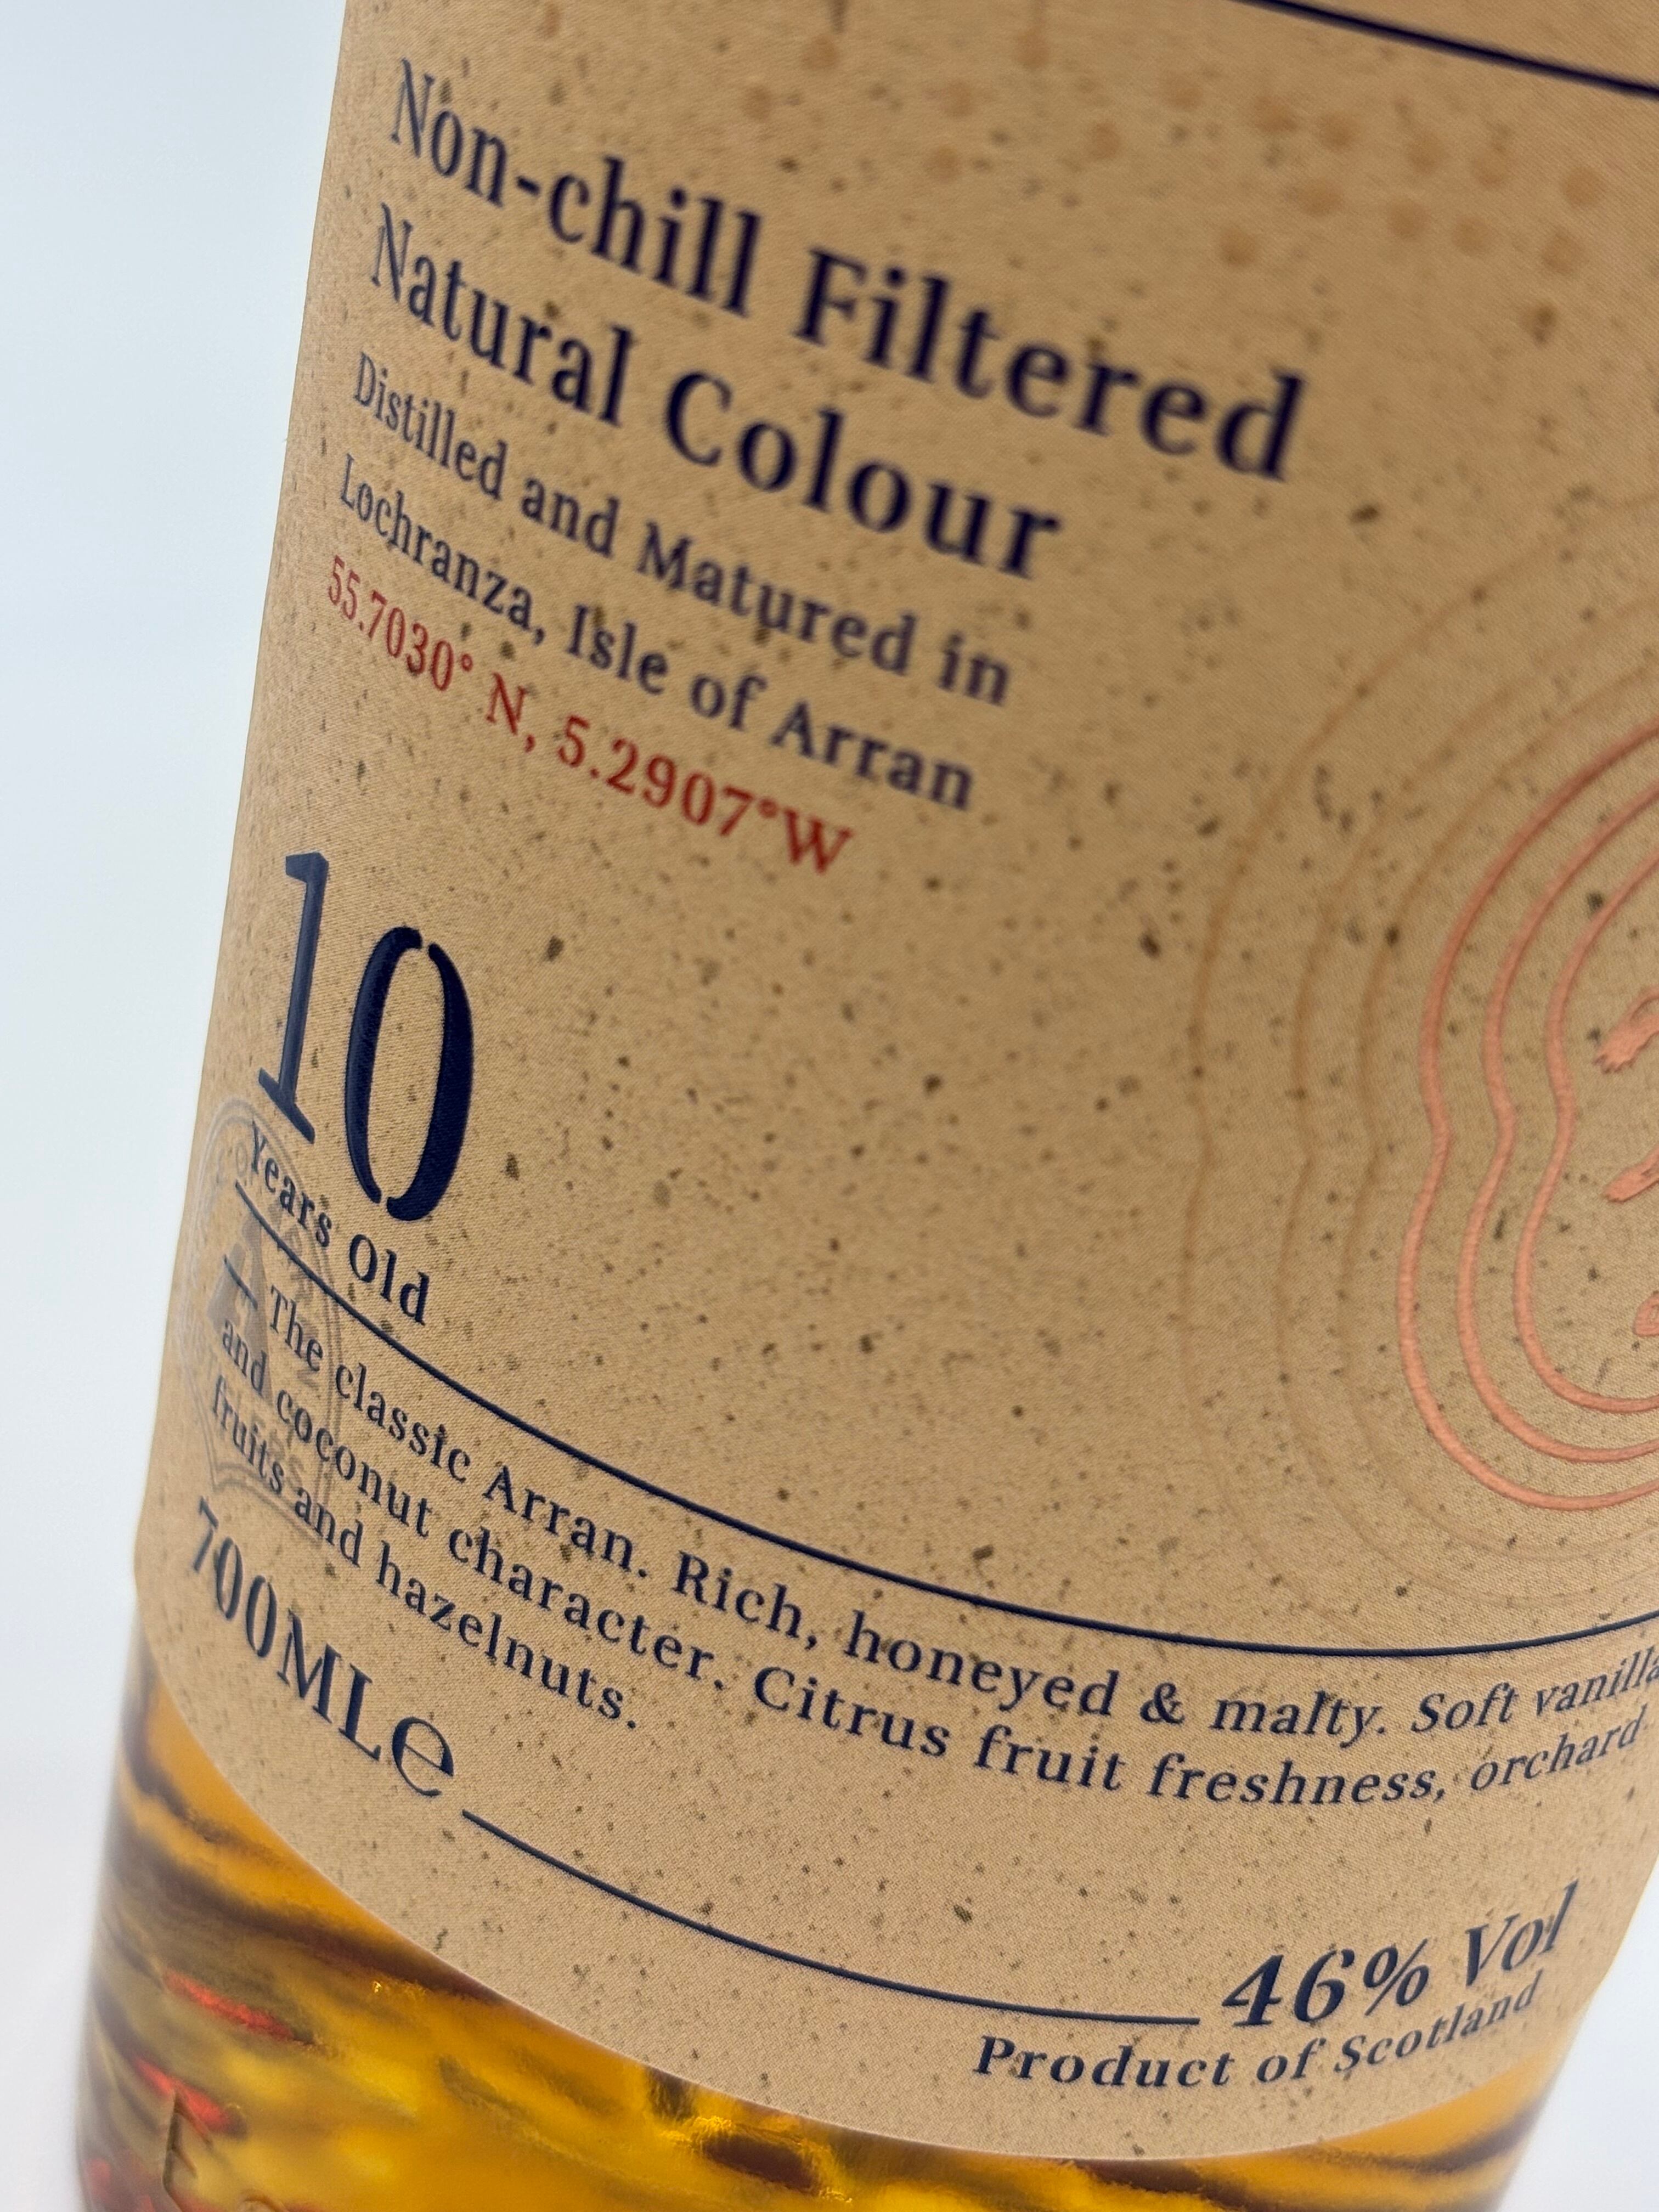 Non-chill Filtered
Natural Colour
Distilled and Matured in
Lochranza, Isle of Arran
55.7030° N, 5.2907°W
10
Years Old
— The classic Arran. Rich, honeyed & malty. Soft vanilla
and coconut character. Citrus fruit freshness, orchard
fruits and hazelnuts.
700MLe
46% Vol
Product of Scotland